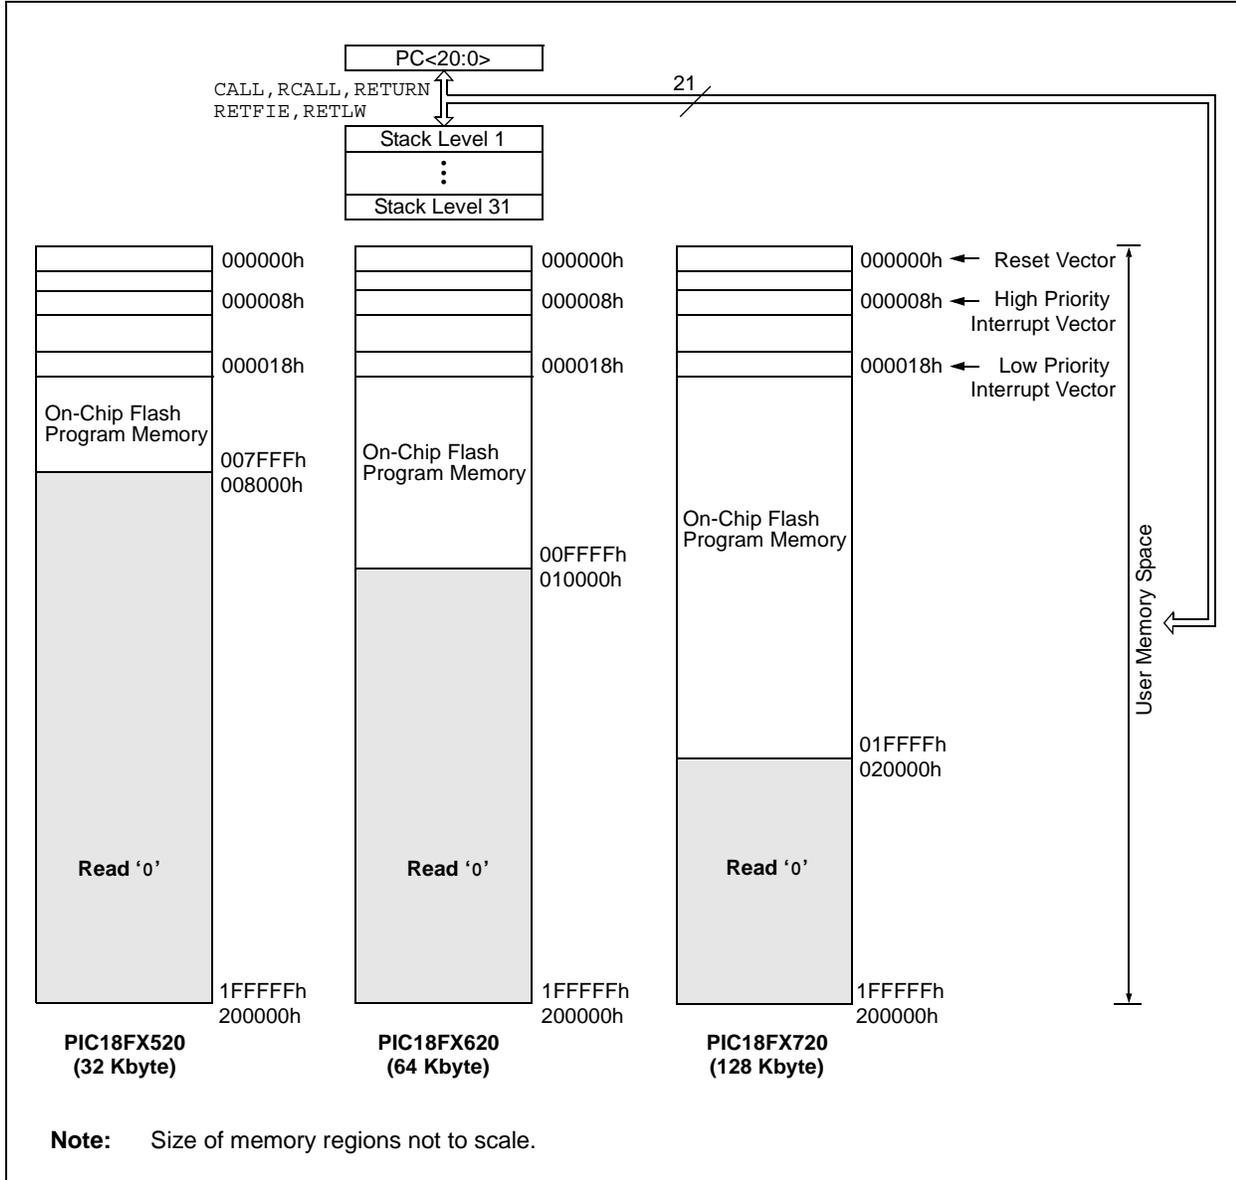 PC<20:0>
CALL,RCALL,RETURN
RETFIE,RETLW
21
Stack Level 1
Stack Level 31
000000h
000008h
000018h
On-Chip Flash
Program Memory
007FFFh
008000h
Read ‘0’
1FFFFFh
200000h
PIC18FX520
(32 Kbyte)
000000h
000008h
000018h
On-Chip Flash
Program Memory
00FFFFh
010000h
Read ‘0’
1FFFFFh
200000h
PIC18FX620
(64 Kbyte)
000000h
Reset Vector
000008h
High Priority
Interrupt Vector
000018h
Low Priority
Interrupt Vector
On-Chip Flash
Program Memory
01FFFFh
020000h
Read ‘0’
1FFFFFh
200000h
PIC18FX720
(128 Kbyte)
User Memory Space
Note: Size of memory regions not to scale.